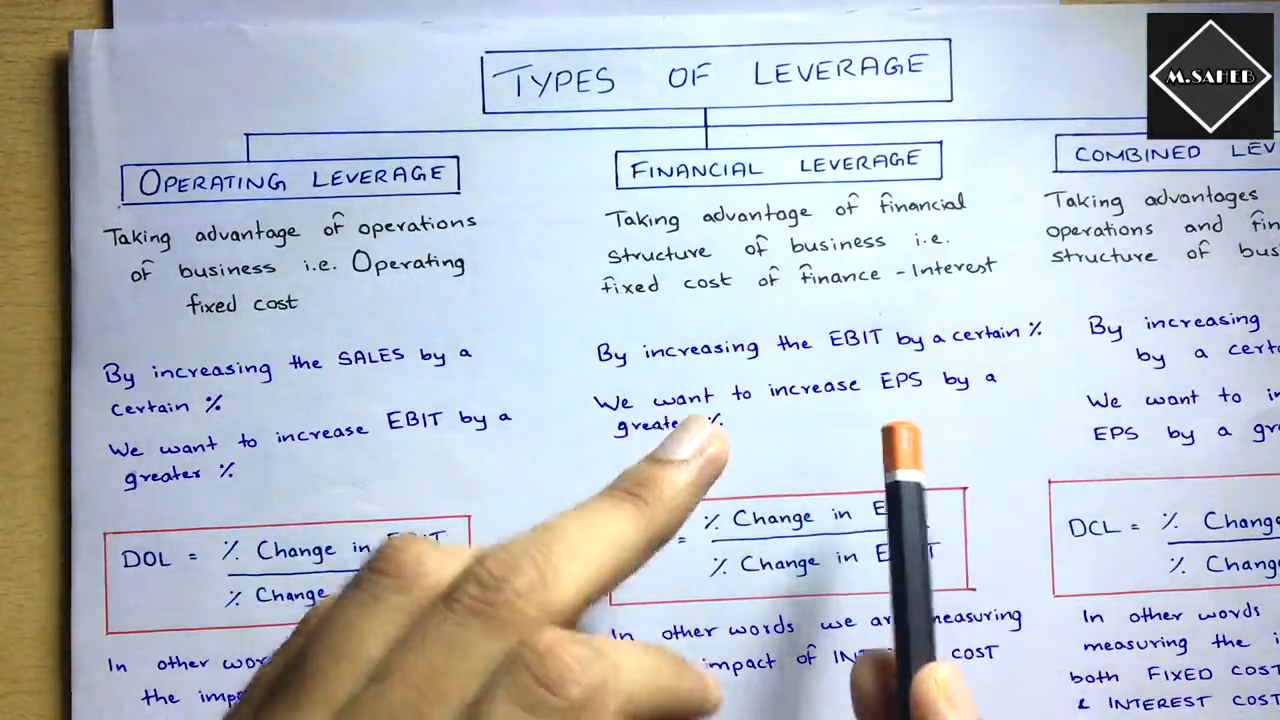 TYPES OF LEVERAGE
M.SAHEB
OPERATING LEVERAGE
Taking advantage of operations
of business i.e. Operating
fixed cost
By increasing the SALES by a
certain %
We want to increase EBIT by a
greater %
DOL = % Change in EBIT
% Change
In other
the
FINANCIAL LEVERAGE
Taking advantage of financial
structure of business i.e.
fixed cost of finance - Interest
By increasing the EBIT by a certain %
We want to increase EPS by a
greater %
= % Change in
% Change in
In other words we are measuring
impact of COST
COMBINED LEV
Taking advantages
operations and fin
structure of bus
By increasing
by a certa
We want to in
EPS by a gr
DCL = % Change
% Change
In other words
measuring the i
both FIXED COST
& INTEREST COST